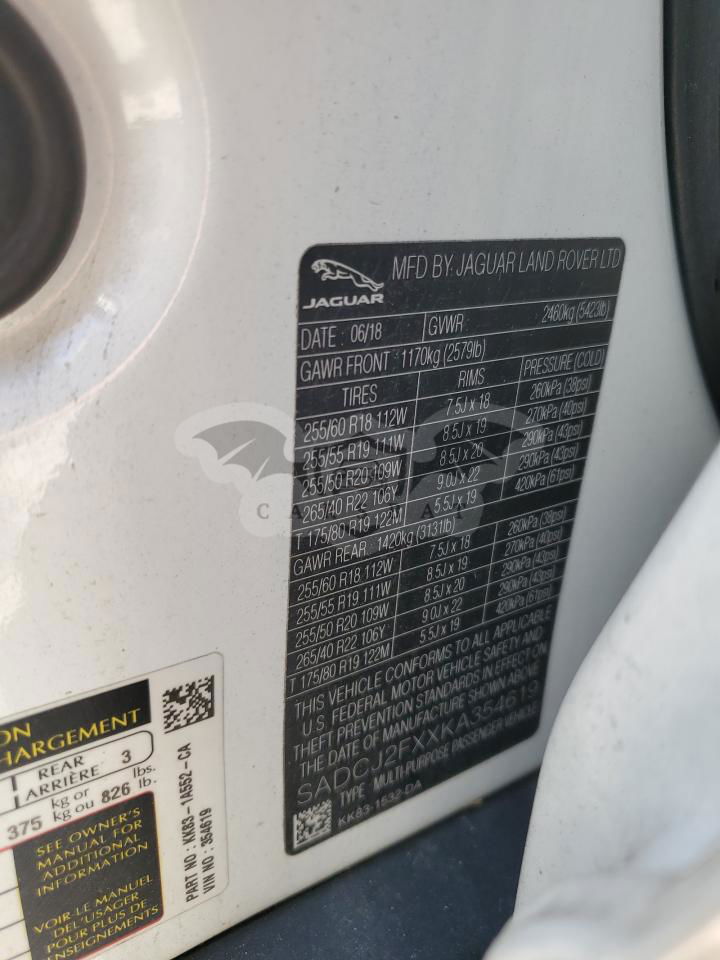 JAGUAR
MFD BY: JAGUAR LAND ROVER LTD
DATE : 06/18 GVWR : 2460kg (5423lb)
GAWR FRONT : 1170kg (2579lb)
TIRES RIMS PRESSURE (COLD)
255/60 R18 112W 7.5J x 18 260kPa (38psi)
255/55 R19 111W 8.5J x 19 270kPa (40psi)
255/50 R20 109W 8.5J x 20 290kPa (43psi)
265/40 R22 106Y 9.0J x 22 290kPa (43psi)
T 175/80 R19 122M 5.5J x 19 420kPa (61psi)
GAWR REAR: 1420kg (3131lb)
255/60 R18 112W 7.5J x 18 260kPa (38psi)
255/55 R19 111W 8.5J x 19 270kPa (40psi)
255/50 R20 109W 8.5J x 20 290kPa (43psi)
265/40 R22 106Y 9.0J x 22 290kPa (43psi)
T 175/80 R19 122M 5.5J x 19 420kPa (61psi)
THIS VEHICLE CONFORMS TO ALL APPLICABLE
U.S. FEDERAL MOTOR VEHICLE SAFETY AND
THEFT PREVENTION STANDARDS IN EFFECT ON
THE DATE OF MANUFACTURE SHOWN ABOVE
SADCJ2FXXKA354619
TYPE MULTI-PURPOSE PASSENGER VEHICLE
KK83-1532-DA
ON
HARGEMENT
REAR
ARRIÈRE 3
375 kg or
kg ou 826 lbs.
lb.
SEE OWNER'S
MANUAL FOR
ADDITIONAL
INFORMATION
VOIR LE MANUEL
DEL'USAGER
POUR PLUS DE
ENSEIGNEMENTS
PART NO : KK83-1A552-CA
VIN NO : 354619